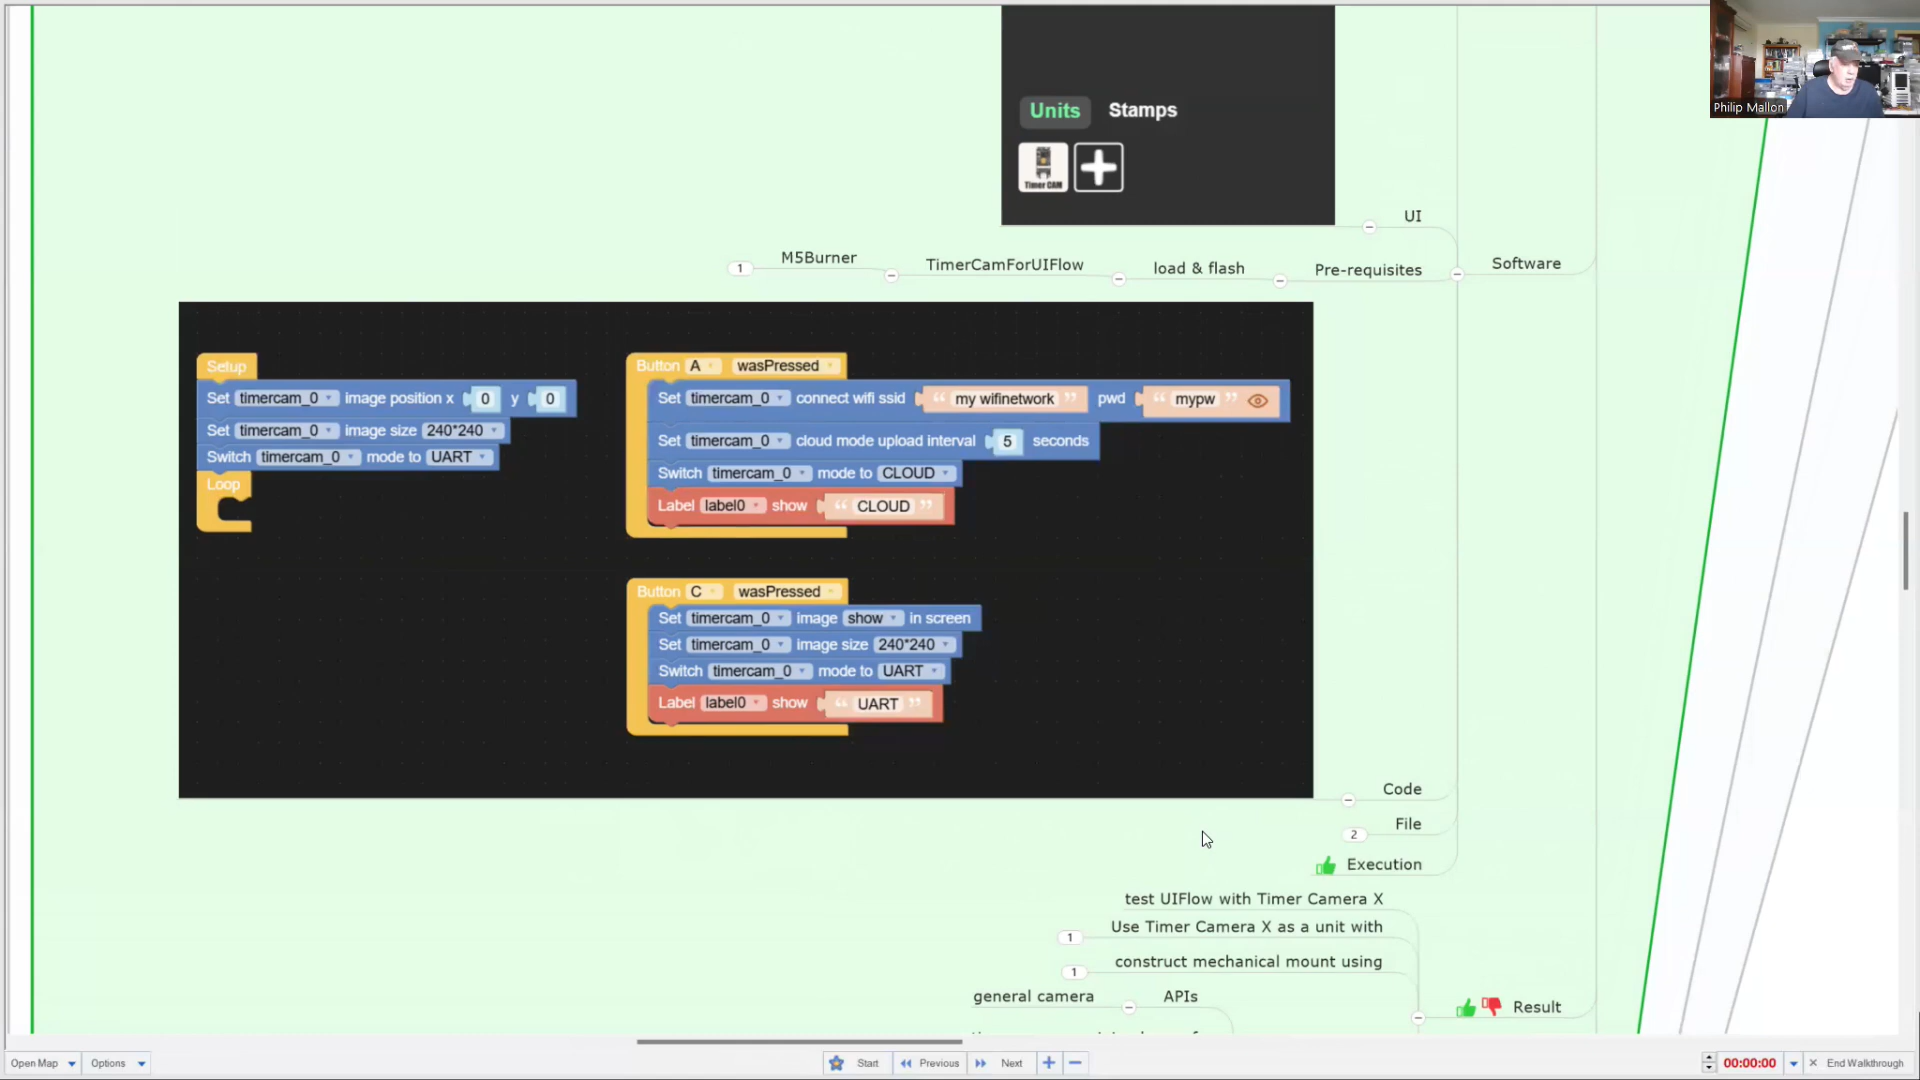 Philip Mallon
Units Stamps
Timer CAM
UI
M5Burner
1
TimerCamForUIFlow
load & flash
Pre-requisites
Software
Setup
Set timercam_0 image position x 0 y 0
Set timercam_0 image size 240*240
Switch timercam_0 mode to UART
Loop
Button A wasPressed
Set timercam_0 connect wifi ssid “ my wifinetwork ” pwd “ mypw ”
Set timercam_0 cloud mode upload interval 5 seconds
Switch timercam_0 mode to CLOUD
Label label0 show “ CLOUD ”
Button C wasPressed
Set timercam_0 image show in screen
Set timercam_0 image size 240*240
Switch timercam_0 mode to UART
Label label0 show “ UART ”
Code
File
2
Execution
test UIFlow with Timer Camera X
Use Timer Camera X as a unit with
1
construct mechanical mount using
1
general camera
APIs
Result
Open Map
Options
Start
Previous
Next
00:00:00
End Walkthrough